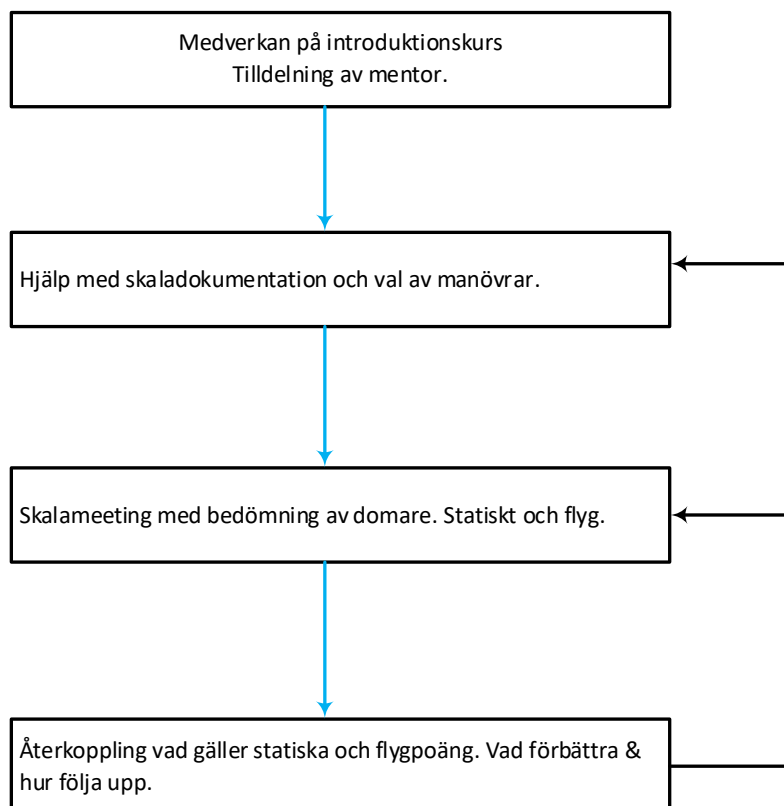 Medverkan på introduktionskurs
Tilldelning av mentor.
Hjälp med skaladokumentation och val av manövrar.
Skalameeting med bedömning av domare. Statiskt och flyg.
Återkoppling vad gäller statiska och flygpoäng. Vad förbättra &
hur följa upp.